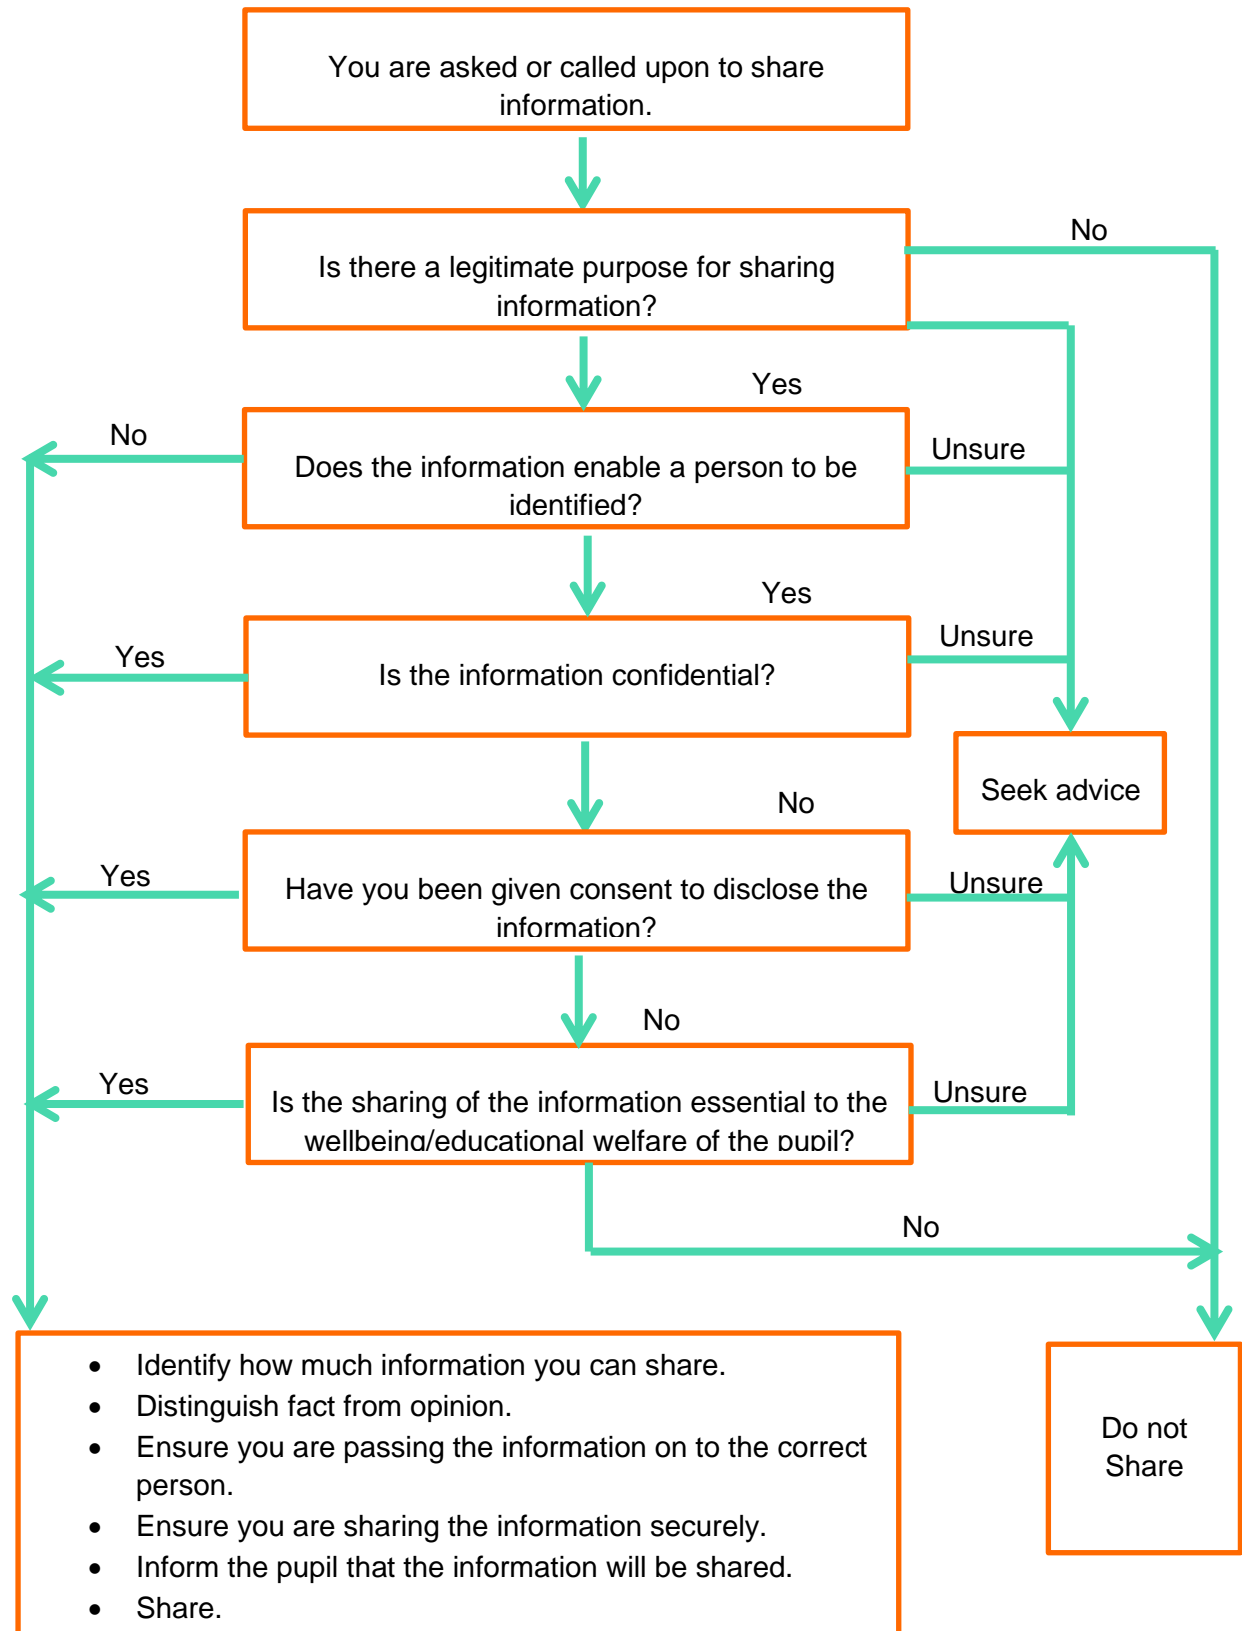 You are asked or called upon to share
information.
No
Is there a legitimate purpose for sharing
information?
Yes
No
Unsure
Does the information enable a person to be
identified?
Yes
Unsure
Yes
Is the information confidential?
Seek advice
No
Yes
Unsure
Have you been given consent to disclose the
information?
No
Yes
Unsure
Is the sharing of the information essential to the
wellbeing/educational welfare of the pupil?
No
• Identify how much information you can share.
• Distinguish fact from opinion.
• Ensure you are passing the information on to the correct
person.
• Ensure you are sharing the information securely.
• Inform the pupil that the information will be shared.
• Share.
Do not
Share